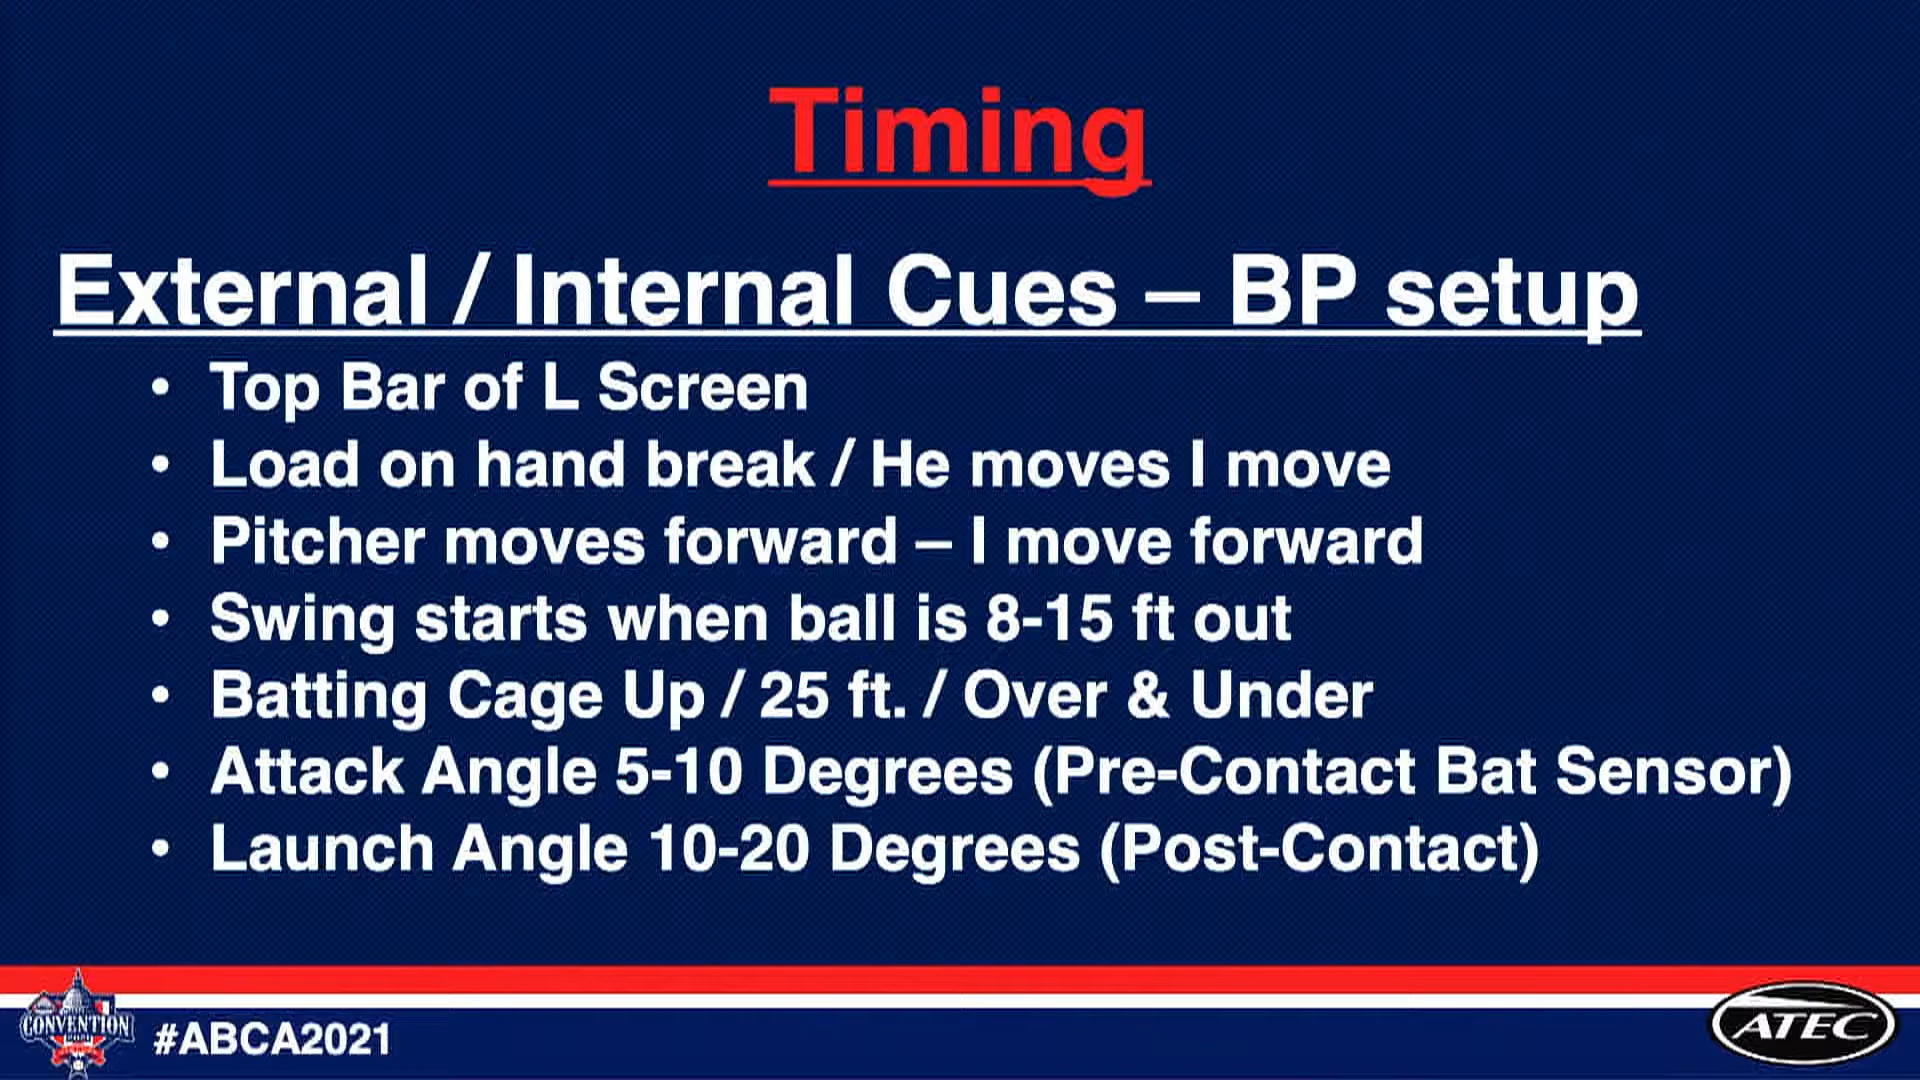 Timing
External / Internal Cues – BP setup
• Top Bar of L Screen
• Load on hand break / He moves I move
• Pitcher moves forward – I move forward
• Swing starts when ball is 8-15 ft out
• Batting Cage Up / 25 ft. / Over & Under
• Attack Angle 5-10 Degrees (Pre-Contact Bat Sensor)
• Launch Angle 10-20 Degrees (Post-Contact)
CONVENTION
#ABCA2021
ATEC